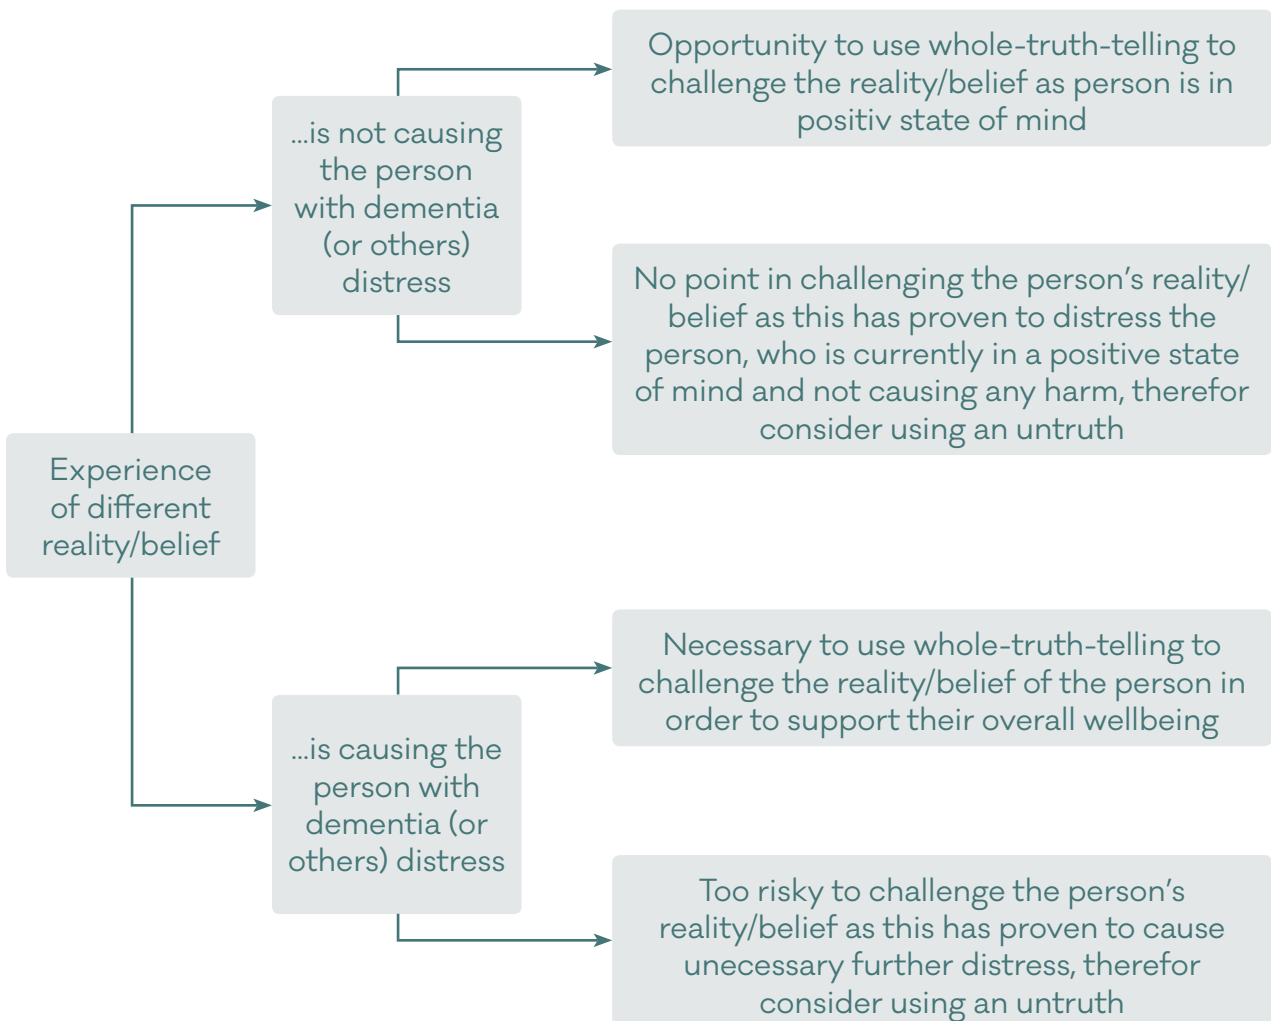 Opportunity to use whole-truth-telling to
challenge the reality/belief as person is in
positiv state of mind
...is not causing
the person
with dementia
(or others)
distress
No point in challenging the person's reality/
belief as this has proven to distress the
person, who is currently in a positive state
of mind and not causing any harm, therefor
consider using an untruth
Experience
of different
reality/belief
Necessary to use whole-truth-telling to
challenge the reality/belief of the person in
order to support their overall wellbeing
...is causing the
person with
dementia (or
others) distress
Too risky to challenge the person's
reality/belief as this has proven to cause
unecessary further distress, therefor
consider using an untruth